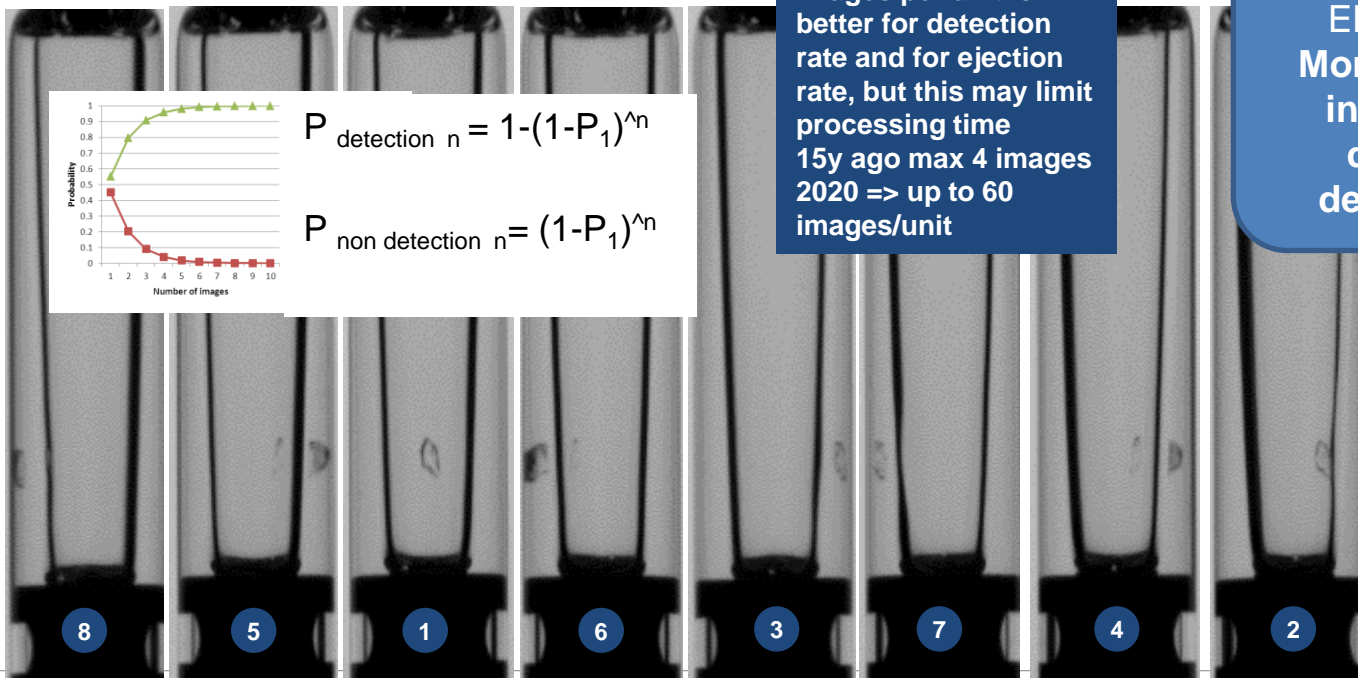 better for detection
rate and for ejection
rate, but this may limit
processing time
15y ago max 4 images
2020 => up to 60
images/unit
Mor
in
de
P detection n = 1-(1-P1)^n
P non detection n= (1-P1)^n
1
0.9
0.8
0.7
0.6
0.5
0.4
0.3
0.2
0.1
0
Probability
1 2 3 4 5 6 7 8 9 10
Number of images
8 5 1 6 3 7 4 2